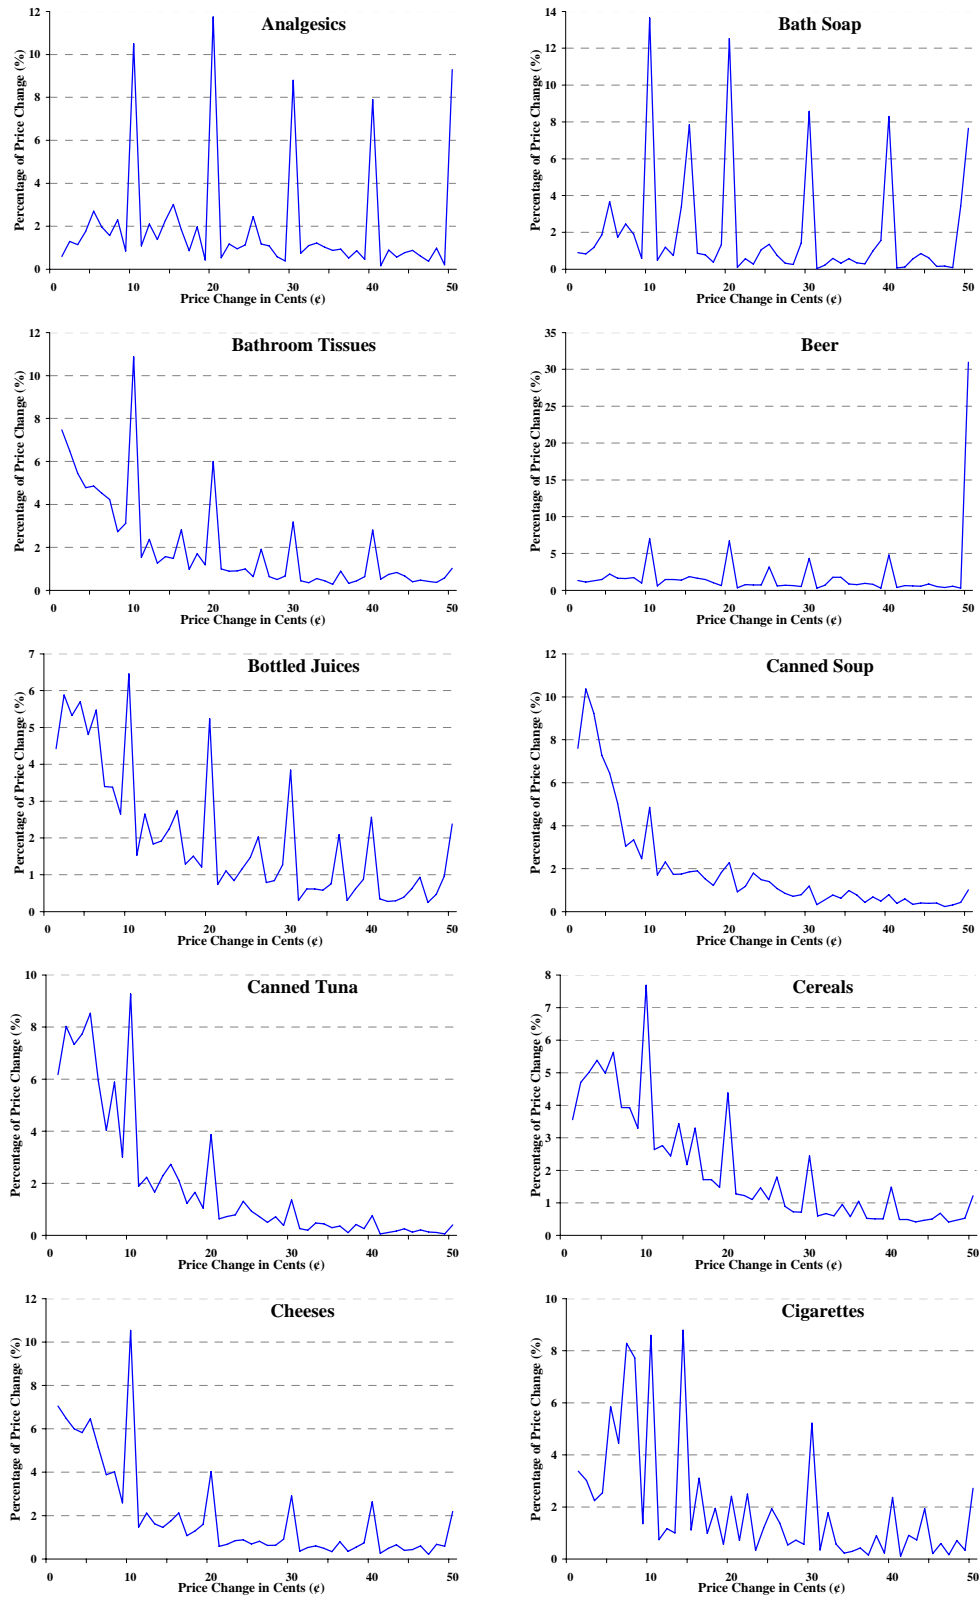 Analgesics
Percentage of Price Change (%)
12
10
8
6
4
2
0
0 10 20 30 40 50
Price Change in Cents (¢)
Bath Soap
Percentage of Price Change (%)
14
12
10
8
6
4
2
0
0 10 20 30 40 50
Price Change in Cents (¢)
Bathroom Tissues
Percentage of Price Change (%)
12
10
8
6
4
2
0
0 10 20 30 40 50
Price Change in Cents (¢)
Beer
Percentage of Price Change (%)
35
30
25
20
15
10
5
0
0 10 20 30 40 50
Price Change in Cents (¢)
Bottled Juices
Percentage of Price Change (%)
7
6
5
4
3
2
1
0
0 10 20 30 40 50
Price Change in Cents (¢)
Canned Soup
Percentage of Price Change (%)
12
10
8
6
4
2
0
0 10 20 30 40 50
Price Change in Cents (¢)
Canned Tuna
Percentage of Price Change (%)
10
8
6
4
2
0
0 10 20 30 40 50
Price Change in Cents (¢)
Cereals
Percentage of Price Change (%)
8
7
6
5
4
3
2
1
0
0 10 20 30 40 50
Price Change in Cents (¢)
Cheeses
Percentage of Price Change (%)
12
10
8
6
4
2
0
0 10 20 30 40 50
Price Change in Cents (¢)
Cigarettes
Percentage of Price Change (%)
10
8
6
4
2
0
0 10 20 30 40 50
Price Change in Cents (¢)